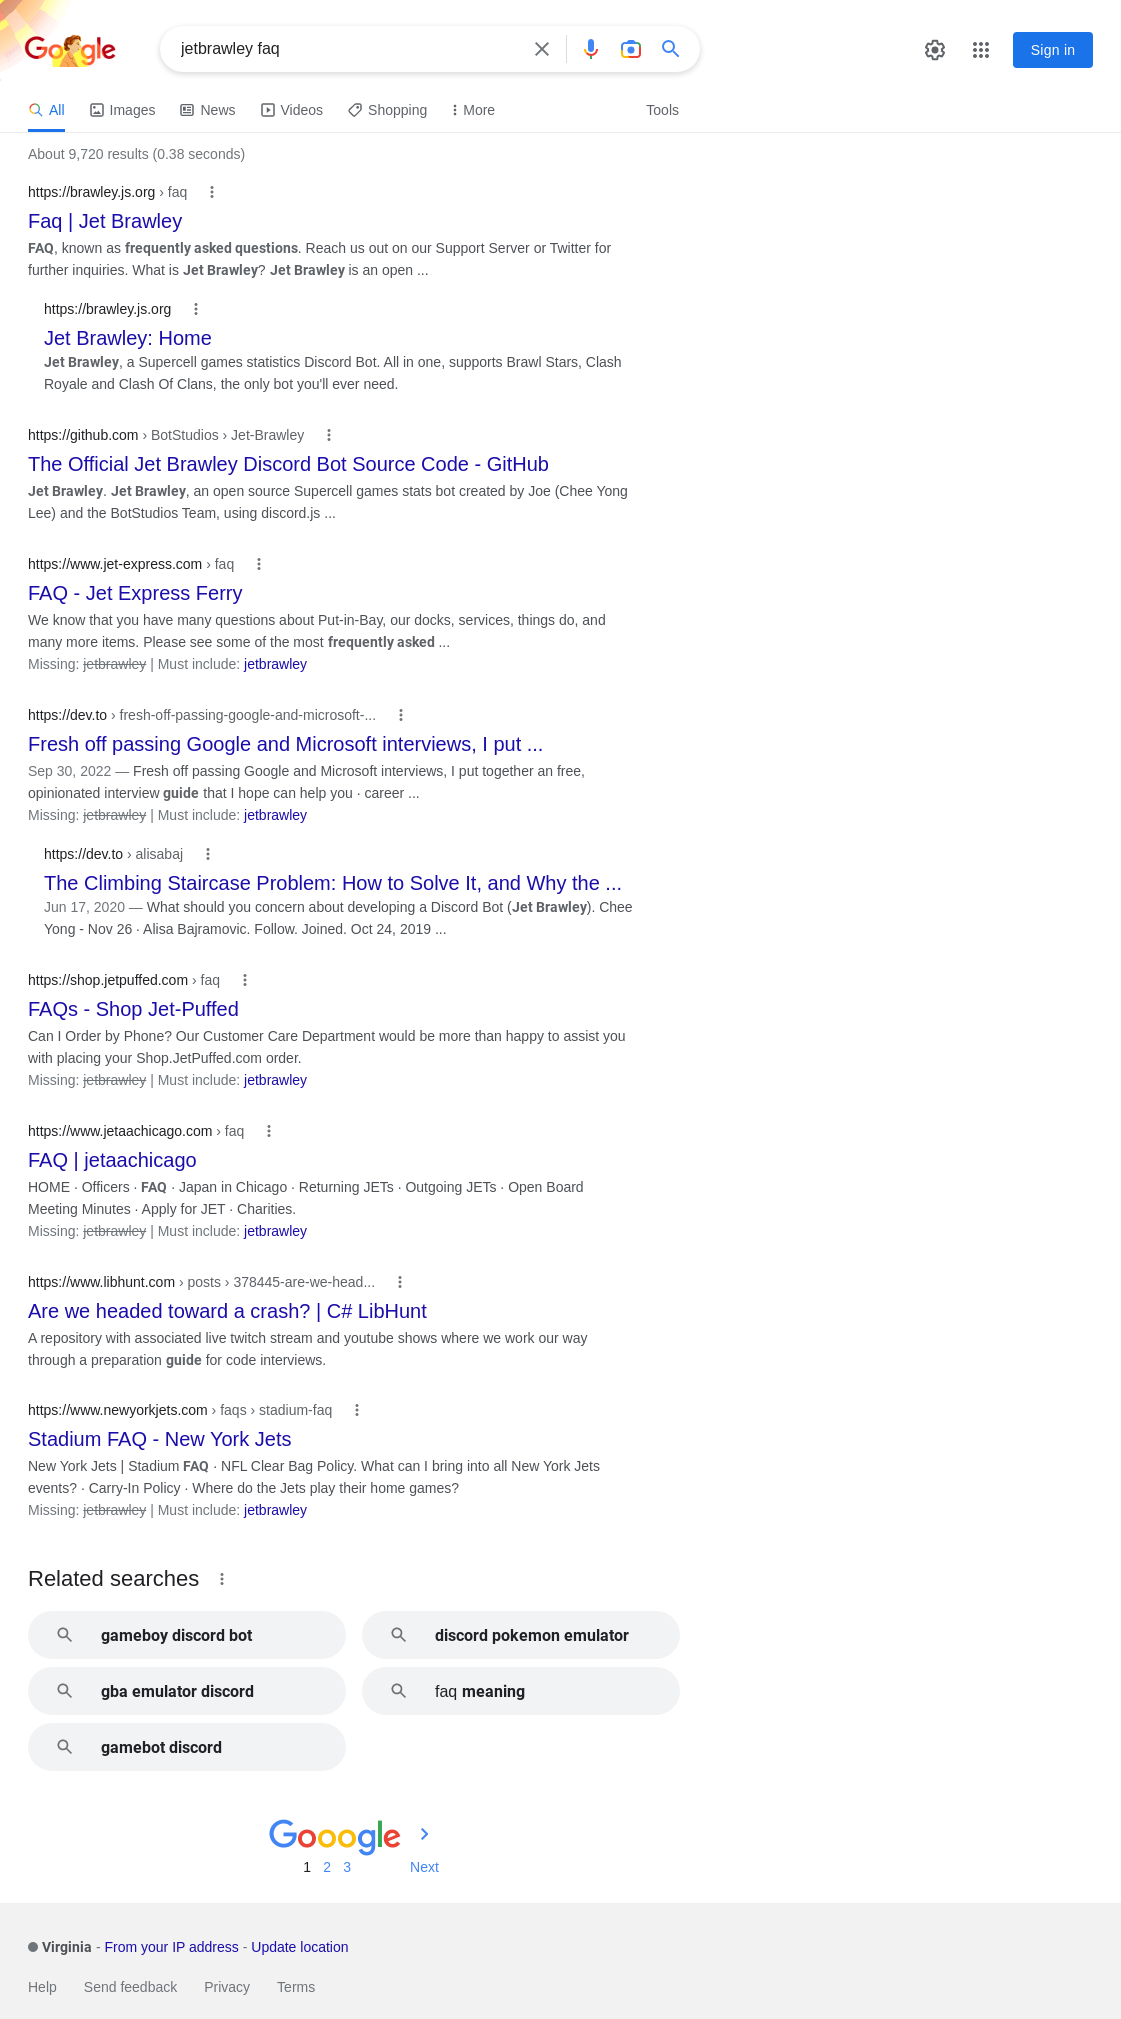 Google
jetbrawley faq
Sign in
All Images News Videos Shopping More Tools
About 9,720 results (0.38 seconds)
https://brawley.js.org › faq
Faq | Jet Brawley
FAQ, known as frequently asked questions. Reach us out on our Support Server or Twitter for
further inquiries. What is Jet Brawley? Jet Brawley is an open ...
https://brawley.js.org
Jet Brawley: Home
Jet Brawley, a Supercell games statistics Discord Bot. All in one, supports Brawl Stars, Clash
Royale and Clash Of Clans, the only bot you'll ever need.
https://github.com › BotStudios › Jet-Brawley
The Official Jet Brawley Discord Bot Source Code - GitHub
Jet Brawley. Jet Brawley, an open source Supercell games stats bot created by Joe (Chee Yong
Lee) and the BotStudios Team, using discord.js ...
https://www.jet-express.com › faq
FAQ - Jet Express Ferry
We know that you have many questions about Put-in-Bay, our docks, services, things do, and
many more items. Please see some of the most frequently asked ...
Missing: jetbrawley | Must include: jetbrawley
https://dev.to › fresh-off-passing-google-and-microsoft-...
Fresh off passing Google and Microsoft interviews, I put ...
Sep 30, 2022 — Fresh off passing Google and Microsoft interviews, I put together an free,
opinionated interview guide that I hope can help you · career ...
Missing: jetbrawley | Must include: jetbrawley
https://dev.to › alisabaj
The Climbing Staircase Problem: How to Solve It, and Why the ...
Jun 17, 2020 — What should you concern about developing a Discord Bot (Jet Brawley). Chee
Yong - Nov 26 · Alisa Bajramovic. Follow. Joined. Oct 24, 2019 ...
https://shop.jetpuffed.com › faq
FAQs - Shop Jet-Puffed
Can I Order by Phone? Our Customer Care Department would be more than happy to assist you
with placing your Shop.JetPuffed.com order.
Missing: jetbrawley | Must include: jetbrawley
https://www.jetaachicago.com › faq
FAQ | jetaachicago
HOME · Officers · FAQ · Japan in Chicago · Returning JETs · Outgoing JETs · Open Board
Meeting Minutes · Apply for JET · Charities.
Missing: jetbrawley | Must include: jetbrawley
https://www.libhunt.com › posts › 378445-are-we-head...
Are we headed toward a crash? | C# LibHunt
A repository with associated live twitch stream and youtube shows where we work our way
through a preparation guide for code interviews.
https://www.newyorkjets.com › faqs › stadium-faq
Stadium FAQ - New York Jets
New York Jets | Stadium FAQ · NFL Clear Bag Policy. What can I bring into all New York Jets
events? · Carry-In Policy · Where do the Jets play their home games?
Missing: jetbrawley | Must include: jetbrawley
Related searches
gameboy discord bot
discord pokemon emulator
gba emulator discord
faq meaning
gamebot discord
Gooogle
1 2 3 Next
Virginia - From your IP address - Update location
Help Send feedback Privacy Terms